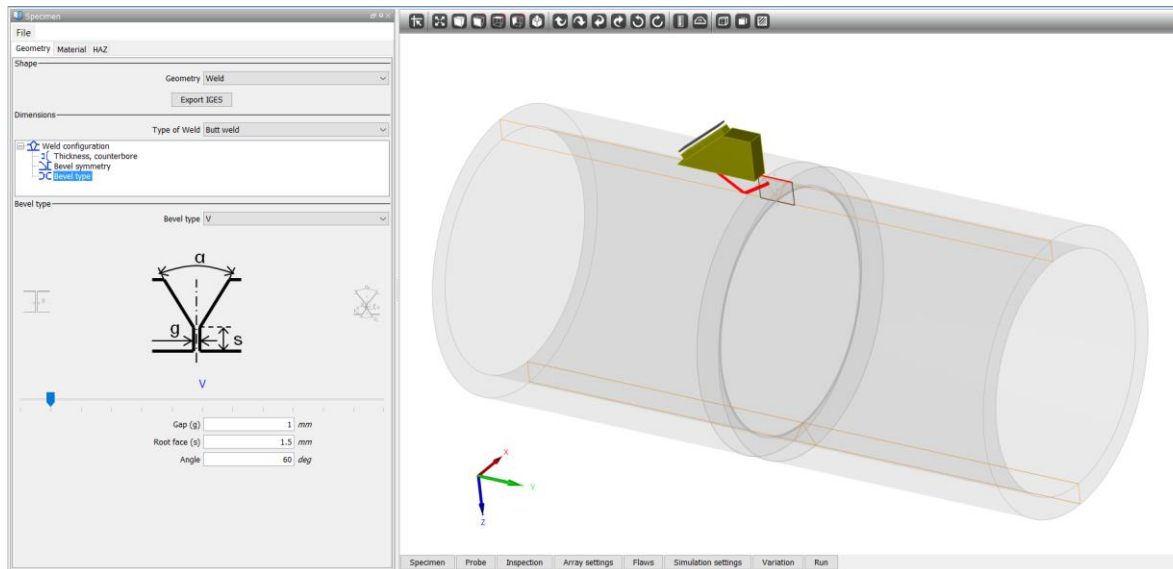 Specimen
File
Geometry Material HAZ
Shape
Geometry Weld
Export IGES
Dimensions
Type of Weld Butt weld
Weld configuration
Thickness, counterbore
Bevel symmetry
Bevel type
Bevel type
Bevel type V
α
g
s
V
Gap (g) 1 mm
Root face (s) 1.5 mm
Angle 60 deg
X
Y
Z
Specimen Probe Inspection Array settings Flaws Simulation settings Variation Run